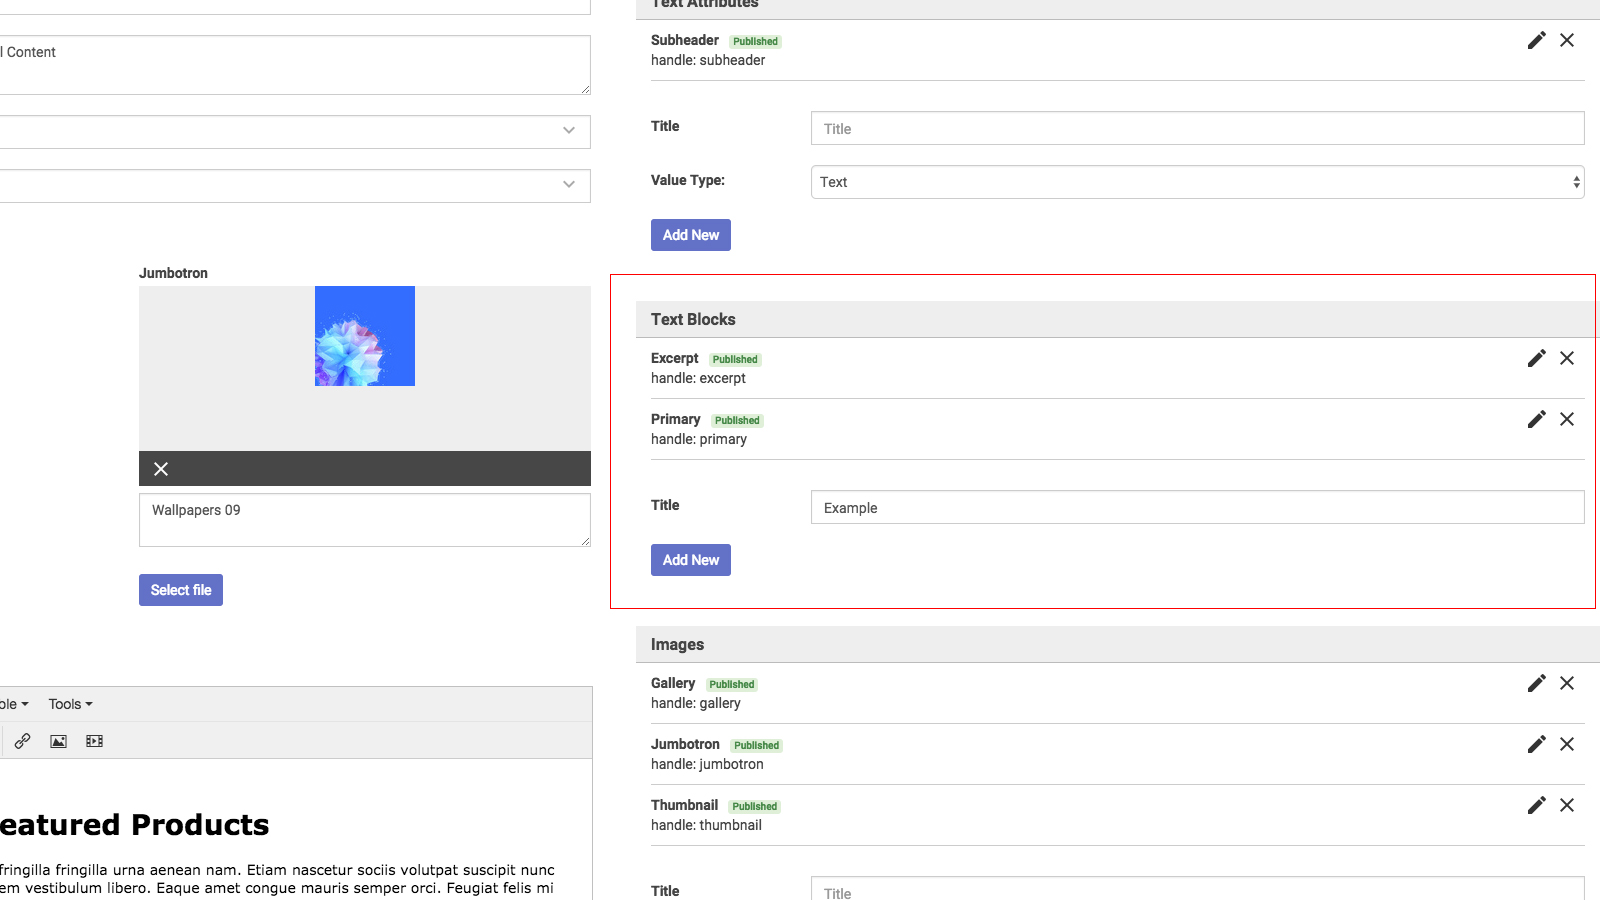 l Content
Jumbotron
Wallpapers 09
Select file
ble
Tools
eatured Products
fringilla fringilla urna aenean nam. Etiam nascetur sociis volutpat suscipit nunc
em vestibulum libero. Eaque amet congue mauris semper orci. Feugiat felis mi
Text Attributes
Subheader Published
handle: subheader
Title Title
Value Type: Text
Add New
Text Blocks
Excerpt Published
handle: excerpt
Primary Published
handle: primary
Title Example
Add New
Images
Gallery Published
handle: gallery
Jumbotron Published
handle: jumbotron
Thumbnail Published
handle: thumbnail
Title Title